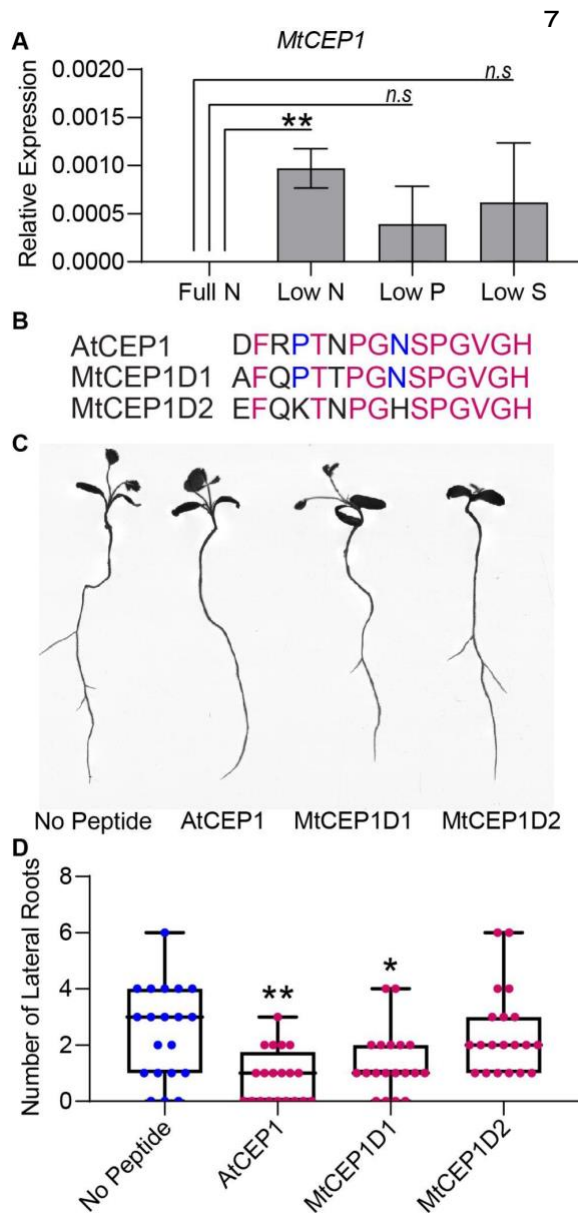 7
A
MtCEP1
Relative Expression
0.0020
0.0015
0.0010
0.0005
0.0000
n.s
n.s
**
Full N Low N Low P Low S
B
AtCEP1 DFRPTNPGNSPGVGH
MtCEP1D1 AFQPTTPGNSPGVGH
MtCEP1D2 EFQKTNPGHSPGVGH
C
No Peptide AtCEP1 MtCEP1D1 MtCEP1D2
D
Number of Lateral Roots
8
6
4
2
0
**
*
No Peptide AtCEP1 MtCEP1D1 MtCEP1D2